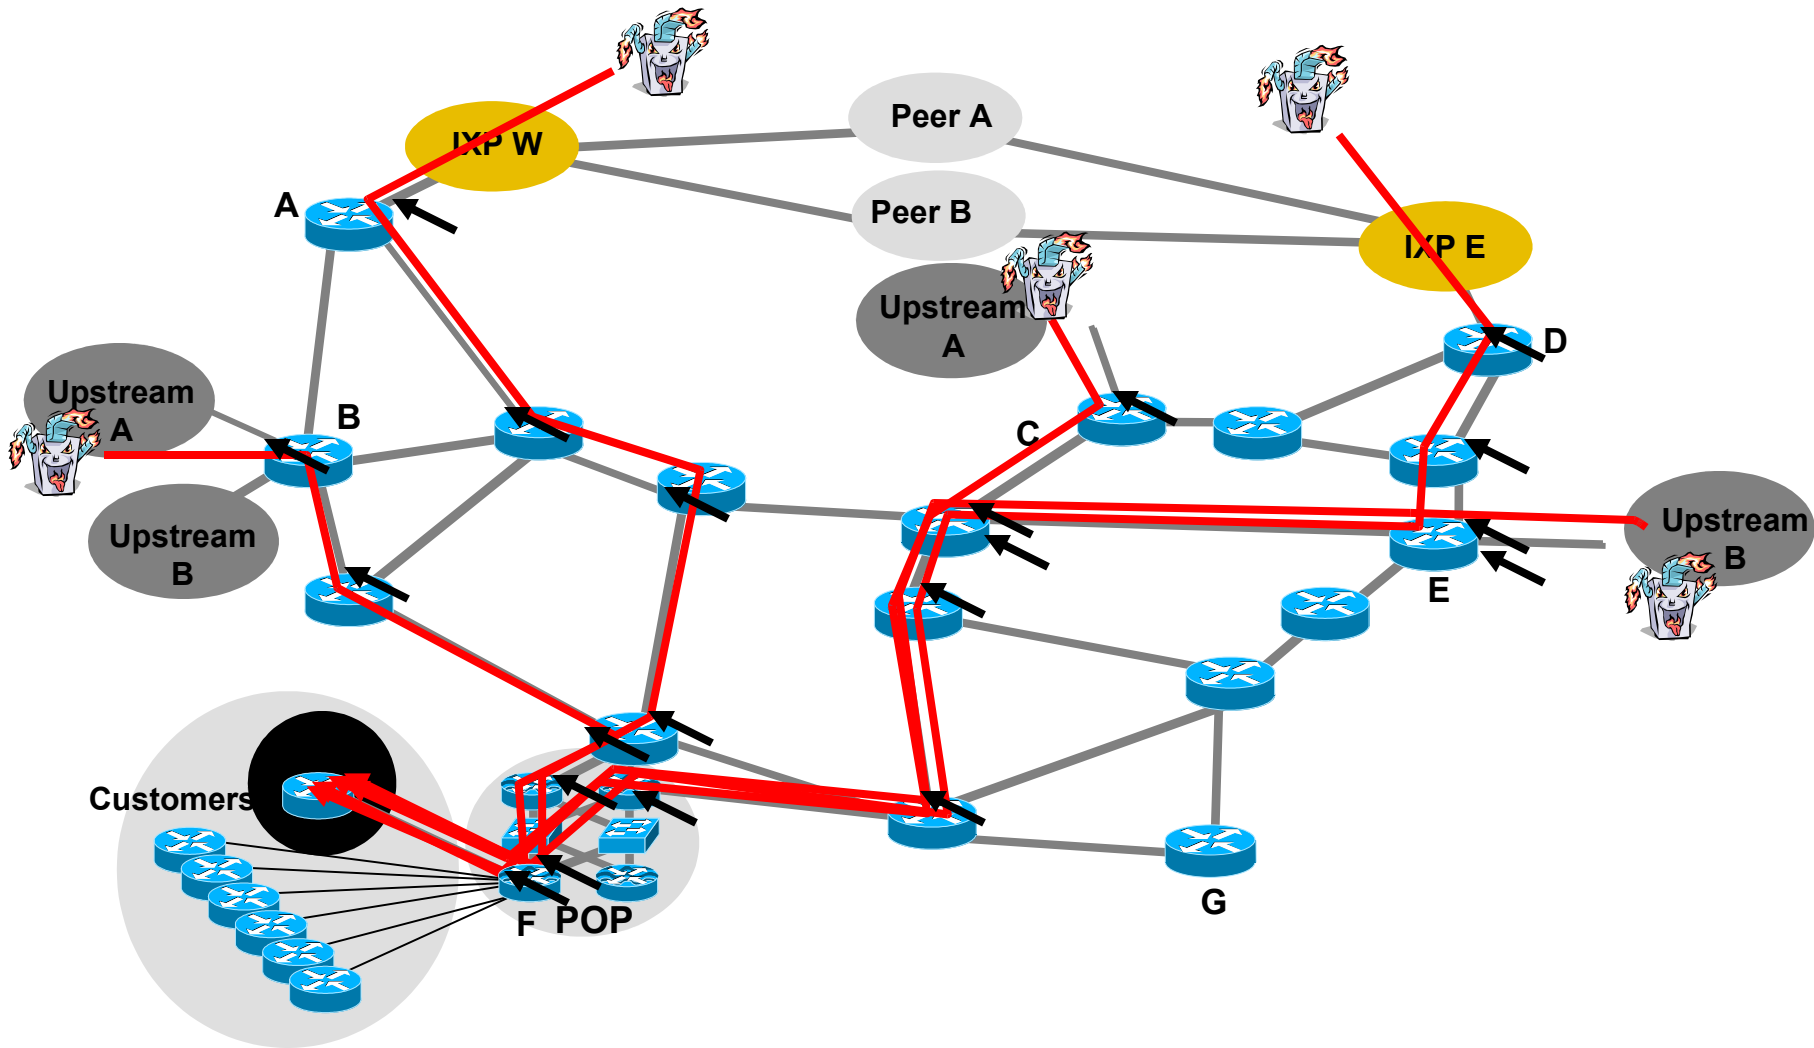 Peer A
IXP W
A
Peer B
IXP E
Upstream
A
D
Upstream
A
B
C
Upstream
B
Upstream
B
E
Customers
F
POP
G